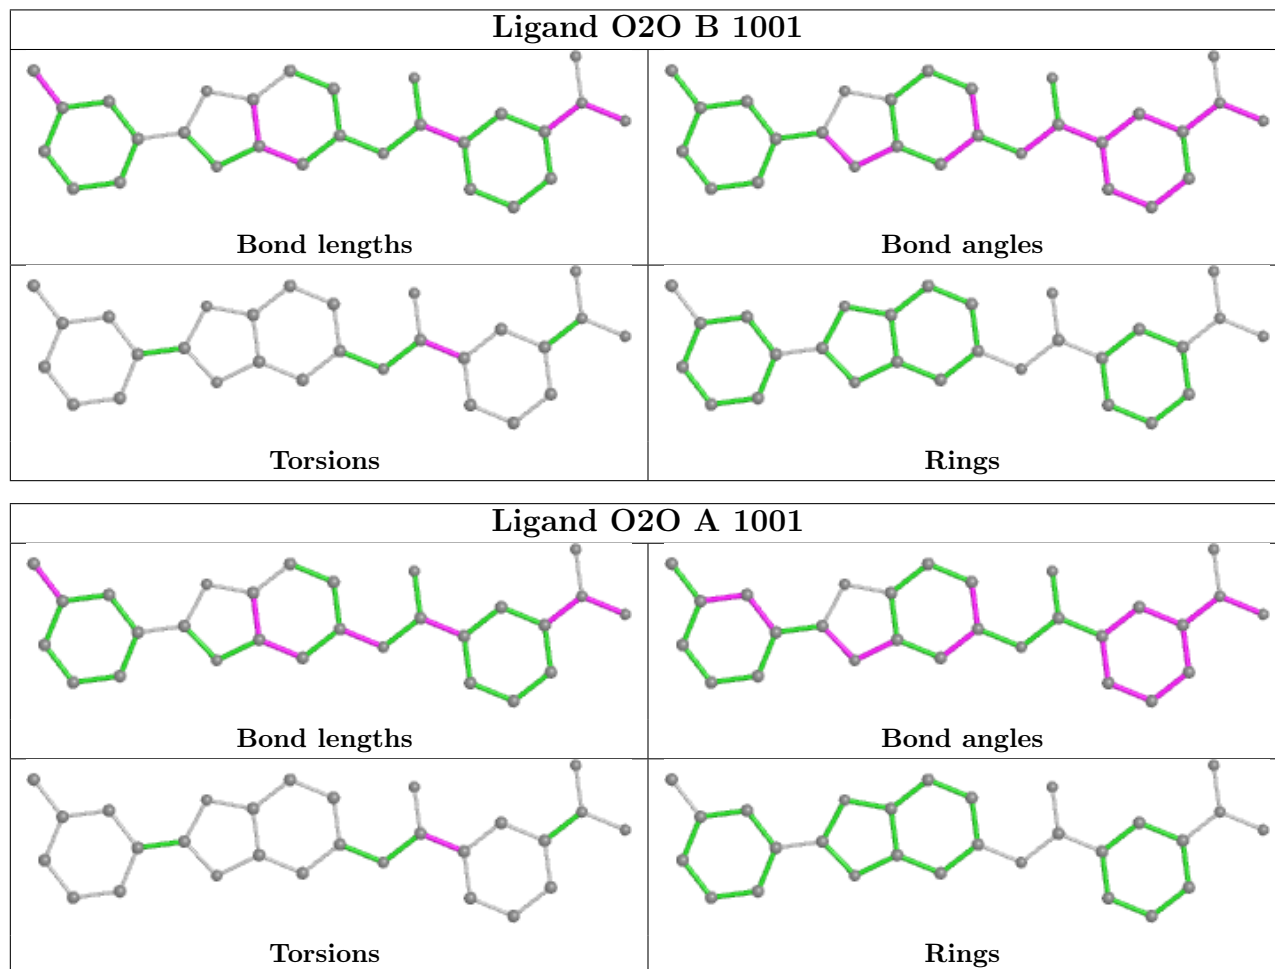 Ligand O2O B 1001
Bond lengths
Bond angles
Torsions
Rings
Ligand O2O A 1001
Bond lengths
Bond angles
Torsions
Rings